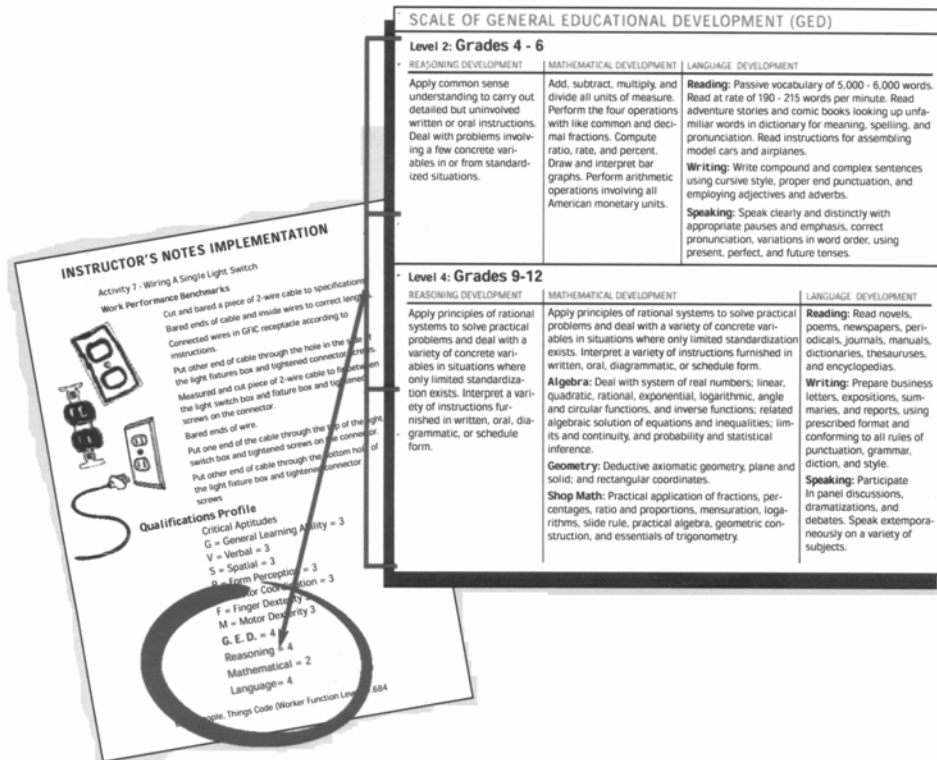 SCALE OF GENERAL EDUCATIONAL DEVELOPMENT (GED)
Level 2: Grades 4 - 6
REASONING DEVELOPMENT
Apply common sense
understanding to carry out
detailed but uninvolved
written or oral instructions.
Deal with problems involv-
ing a few concrete vari-
ables in or from standard-
ized situations.
MATHEMATICAL DEVELOPMENT
Add, subtract, multiply, and
divide all units of measure.
Perform the four operations
with like common and deci-
mal fractions. Compute
ratio, rate, and percent.
Draw and interpret bar
graphs. Perform arithmetic
operations involving all
American monetary units.
LANGUAGE DEVELOPMENT
Reading: Passive vocabulary of 5,000 - 6,000 words.
Read at rate of 190 - 215 words per minute. Read
adventure stories and comic books looking up unfa-
miliar words in dictionary for meaning, spelling, and
pronunciation. Read instructions for assembling
model cars and airplanes.
Writing: Write compound and complex sentences
using cursive style, proper end punctuation, and
employing adjectives and adverbs.
Speaking: Speak clearly and distinctly with
appropriate pauses and emphasis, correct
pronunciation, variations in word order, using
present, perfect, and future tenses.
Level 4: Grades 9-12
REASONING DEVELOPMENT
Apply principles of rational
systems to solve practical
problems and deal with a
variety of concrete vari-
ables in situations where
only limited standardiza-
tion exists. Interpret a vari-
ety of instructions fur-
nished in written, oral, dia-
grammatic, or schedule
form.
MATHEMATICAL DEVELOPMENT
Apply principles of rational systems to solve practical
problems and deal with a variety of concrete vari-
ables in situations where only limited standardization
exists. Interpret a variety of instructions furnished in
written, oral, diagrammatic, or schedule form.
Algebra: Deal with system of real numbers; linear,
quadratic, rational, exponential, logarithmic, angle
and circular functions, and inverse functions; related
algebraic solution of equations and inequalities; lim-
its and continuity, and probability and statistical
inference.
Geometry: Deductive axiomatic geometry, plane and
solid; and rectangular coordinates.
Shop Math: Practical application of fractions, per-
centages, ratio and proportions, mensuration, loga-
rithms, slide rule, practical algebra, geometric con-
struction, and essentials of trigonometry.
LANGUAGE DEVELOPMENT
Reading: Read novels,
poems, newspapers, peri-
odicals, journals, manuals,
dictionaries, thesauruses,
and encyclopedias.
Writing: Prepare business
letters, expositions, sum-
maries, and reports, using
prescribed format and
conforming to all rules of
punctuation, grammar,
diction, and style.
Speaking: Participate
In panel discussions,
dramatizations, and
debates. Speak extempora-
neously on a variety of
subjects.
INSTRUCTOR'S NOTES IMPLEMENTATION
Activity 7 - Wiring A Single Light Switch
Work Performance Benchmarks
Cut and bared a piece of 2-wire cable to specifications
Bared ends of cable and inside wires to correct lengths.
Connected wires in GFIC receptacle according to
instructions.
Put other end of cable through the hole in the side of
the light fixtures box and tightened connector screws.
Measured and cut piece of 2-wire cable to fit between
the light switch box and fixture box and tightened
screws on the connector.
Bared ends of wire.
Put one end of the cable through the top of the light
switch box and tightened screws on the connector.
Put other end of cable through the bottom hole of
the light fixture box and tightened connector
screws
Qualifications Profile
Critical Aptitudes
G = General Learning Ability = 3
V = Verbal = 3
S = Spatial = 3
= Form Perception = 3
Coordination = 3
F = Finger Dexterity
M = Motor Dexterity 3
G. E. D. = 4
Reasoning = 4
Mathematical = 2
Language= 4
Things Code (Worker Function .684